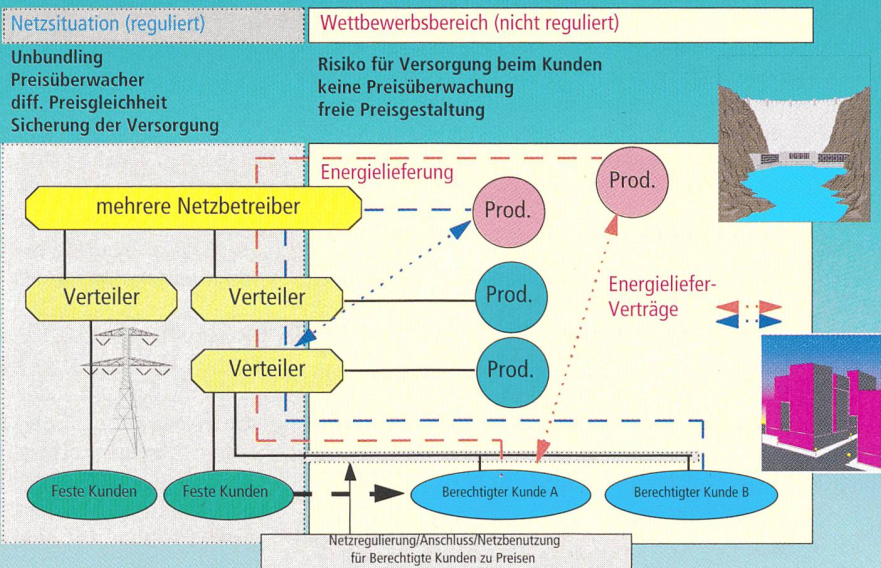 Netzsituation (reguliert)
Wettbewerbsbereich (nicht reguliert)
Unbundling
Preisüberwacher
diff. Preisgleichheit
Sicherung der Versorgung
Risiko für Versorgung beim Kunden
keine Preisüberwachung
freie Preisgestaltung
Energielieferung
Prod.
mehrere Netzbetreiber
Prod.
Verteiler
Verteiler
Prod.
Energieliefer-
Verträge
Verteiler
Prod.
Feste Kunden
Feste Kunden
Berechtigter Kunde A
Berechtigter Kunde B
Netzregulierung/Anschluss/Netzbenutzung
für Berechtigte Kunden zu Preisen